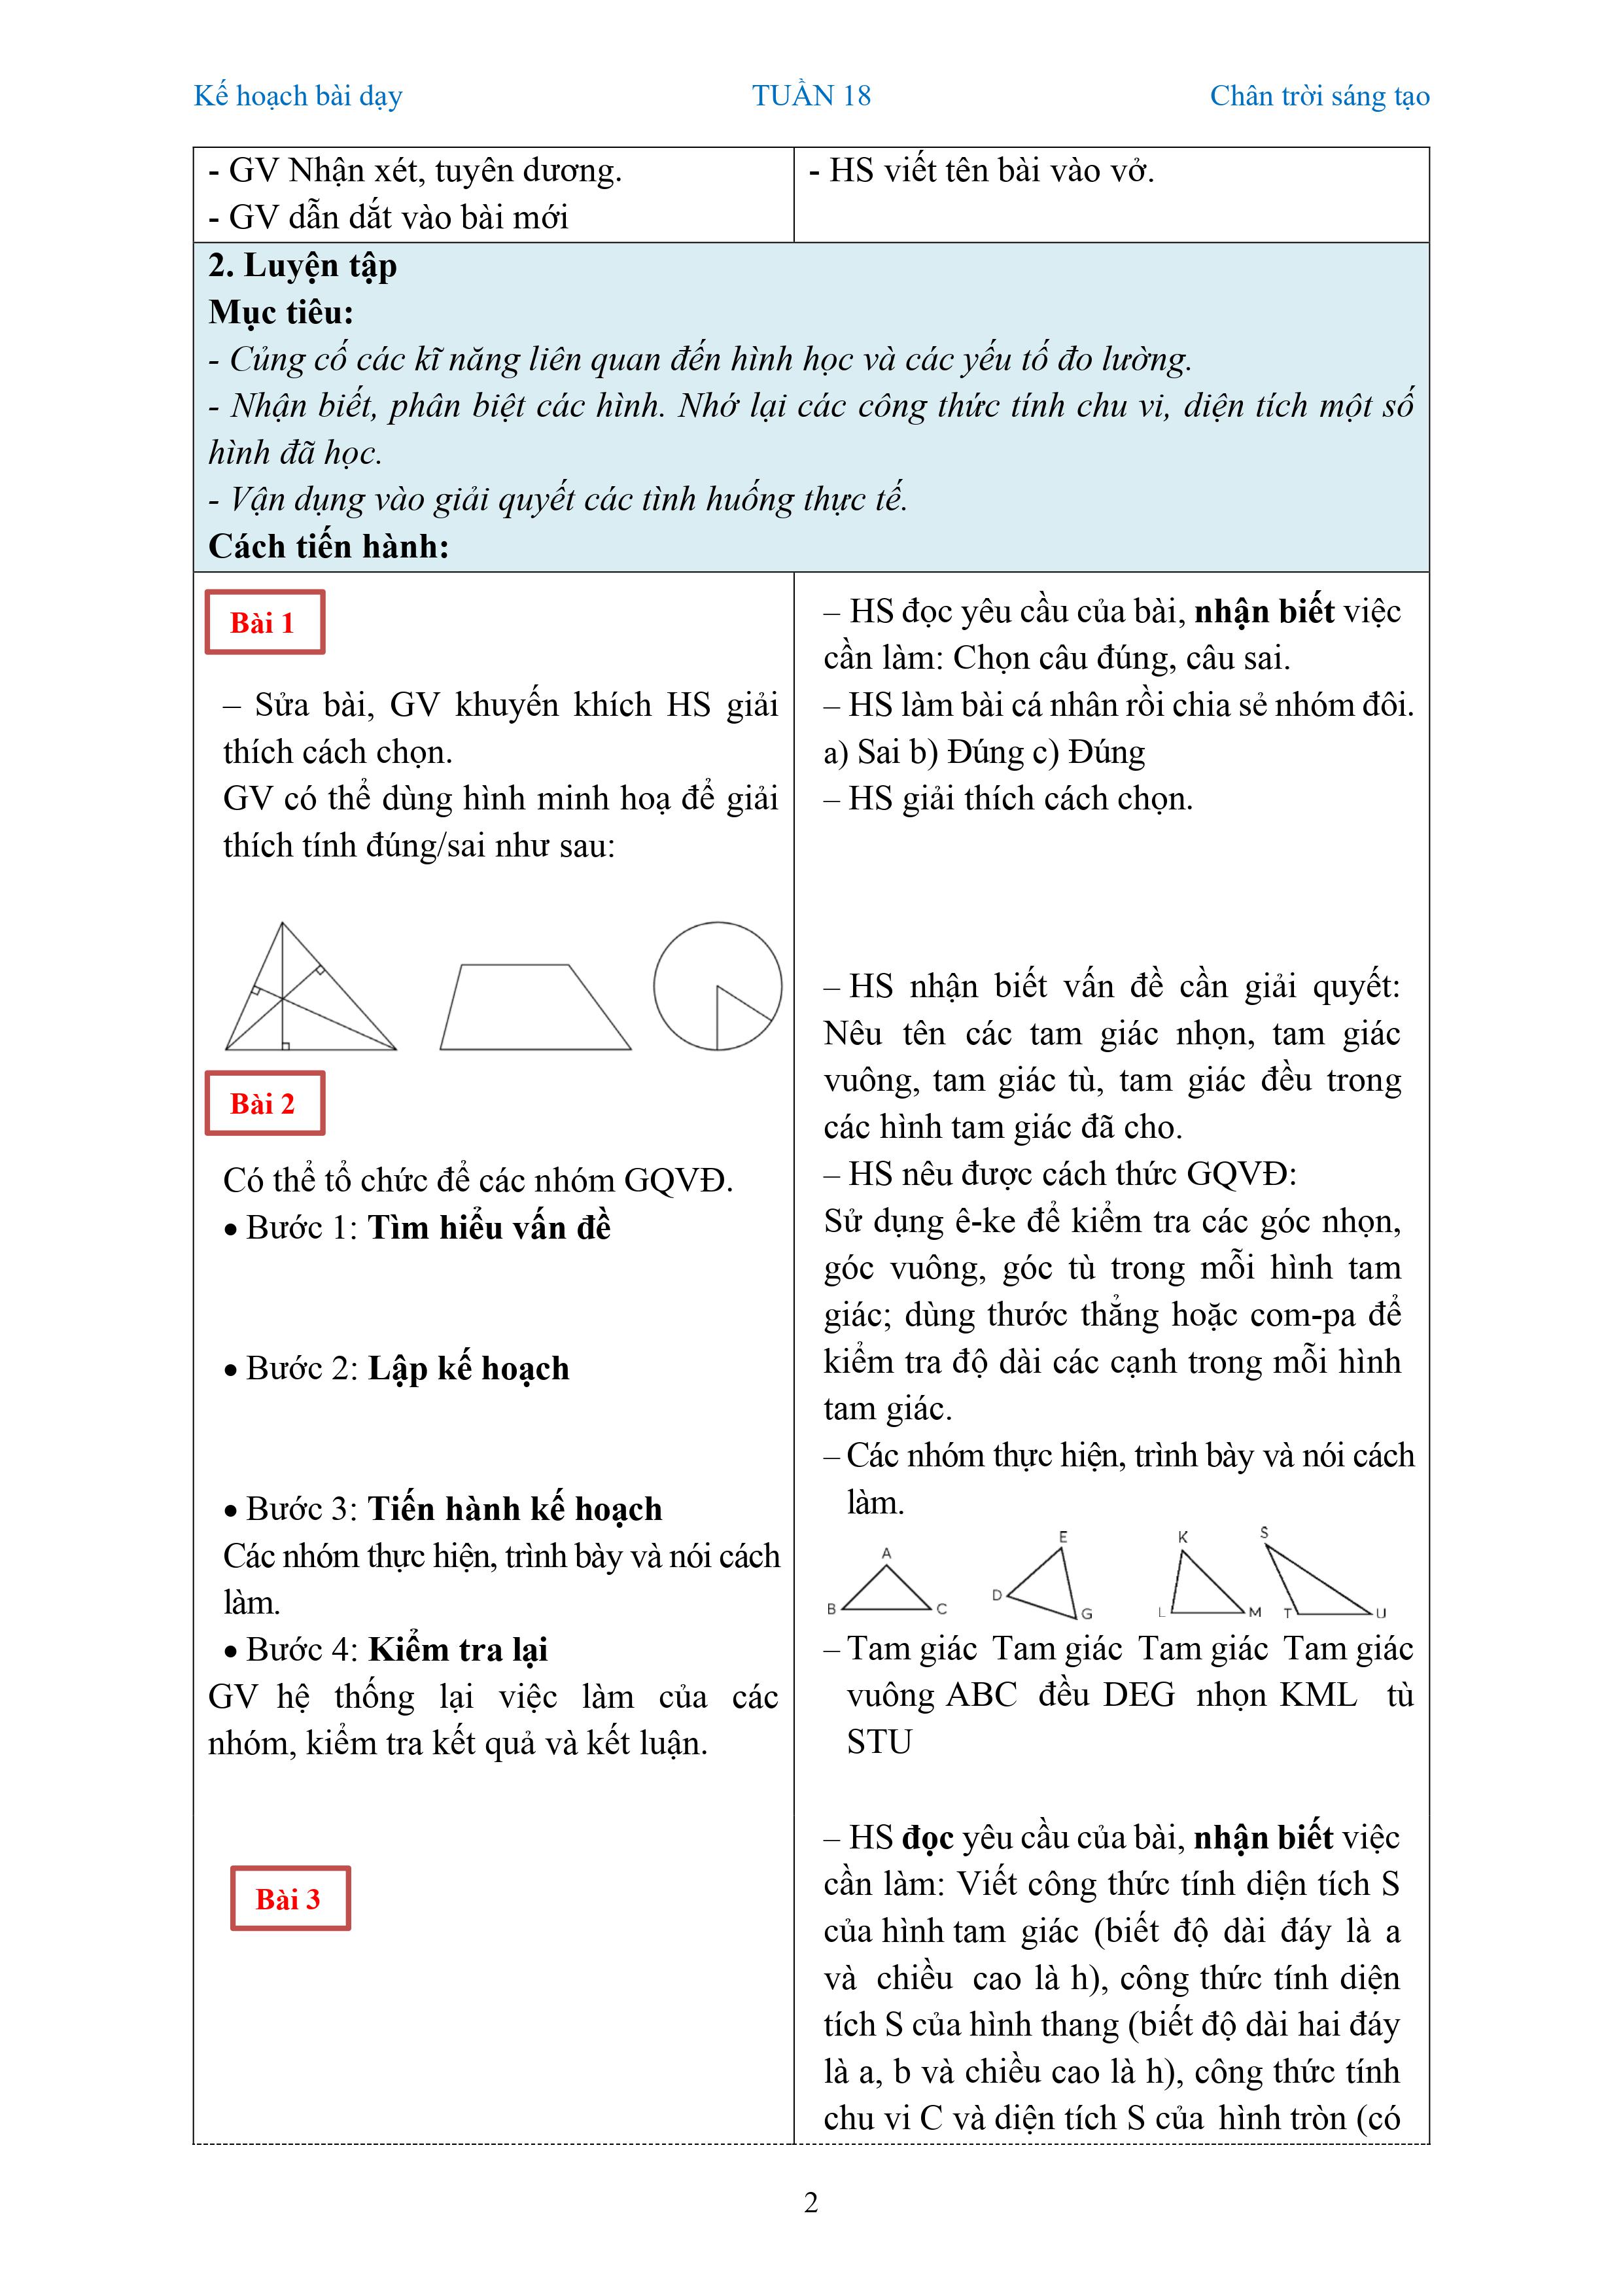 Kế hoạch bài dạy TUẦN 18 Chân trời sáng tạo
- GV Nhận xét, tuyên dương.
- GV dẫn dắt vào bài mới
- HS viết tên bài vào vở.
2. Luyện tập
Mục tiêu:
- Củng cố các kĩ năng liên quan đến hình học và các yếu tố đo lường.
- Nhận biết, phân biệt các hình. Nhớ lại các công thức tính chu vi, diện tích một số
hình đã học.
- Vận dụng vào giải quyết các tình huống thực tế.
Cách tiến hành:
Bài 1
– Sửa bài, GV khuyến khích HS giải
thích cách chọn.
GV có thể dùng hình minh hoạ để giải
thích tính đúng/sai như sau:
Bài 2
Có thể tổ chức để các nhóm GQVĐ.
• Bước 1: Tìm hiểu vấn đề
• Bước 2: Lập kế hoạch
• Bước 3: Tiến hành kế hoạch
Các nhóm thực hiện, trình bày và nói cách
làm.
• Bước 4: Kiểm tra lại
GV hệ thống lại việc làm của các
nhóm, kiểm tra kết quả và kết luận.
Bài 3
– HS đọc yêu cầu của bài, nhận biết việc
cần làm: Chọn câu đúng, câu sai.
– HS làm bài cá nhân rồi chia sẻ nhóm đôi.
a) Sai b) Đúng c) Đúng
– HS giải thích cách chọn.
– HS nhận biết vấn đề cần giải quyết:
Nêu tên các tam giác nhọn, tam giác
vuông, tam giác tù, tam giác đều trong
các hình tam giác đã cho.
– HS nêu được cách thức GQVĐ:
Sử dụng ê-ke để kiểm tra các góc nhọn,
góc vuông, góc tù trong mỗi hình tam
giác; dùng thước thẳng hoặc com-pa để
kiểm tra độ dài các cạnh trong mỗi hình
tam giác.
– Các nhóm thực hiện, trình bày và nói cách
làm.
A B C D E G K L M S T U
– Tam giác Tam giác Tam giác Tam giác
vuông ABC đều DEG nhọn KML tù
STU
– HS đọc yêu cầu của bài, nhận biết việc
cần làm: Viết công thức tính diện tích S
của hình tam giác (biết độ dài đáy là a
và chiều cao là h), công thức tính diện
tích S của hình thang (biết độ dài hai đáy
là a, b và chiều cao là h), công thức tính
chu vi C và diện tích S của hình tròn (có
2